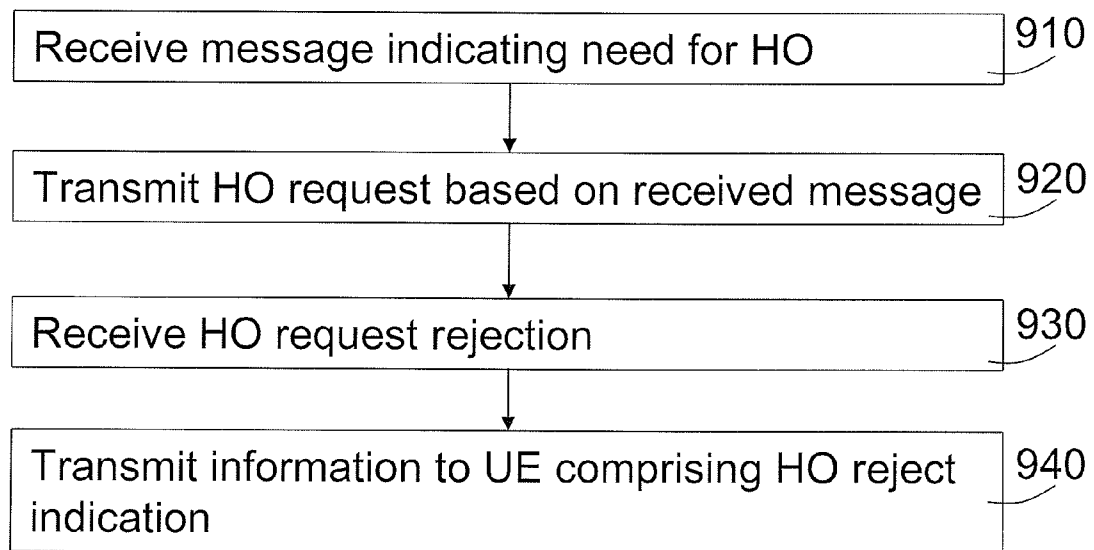 Receive message indicating need for HO 910
Transmit HO request based on received message 920
Receive HO request rejection 930
Transmit information to UE comprising HO reject 940
indication